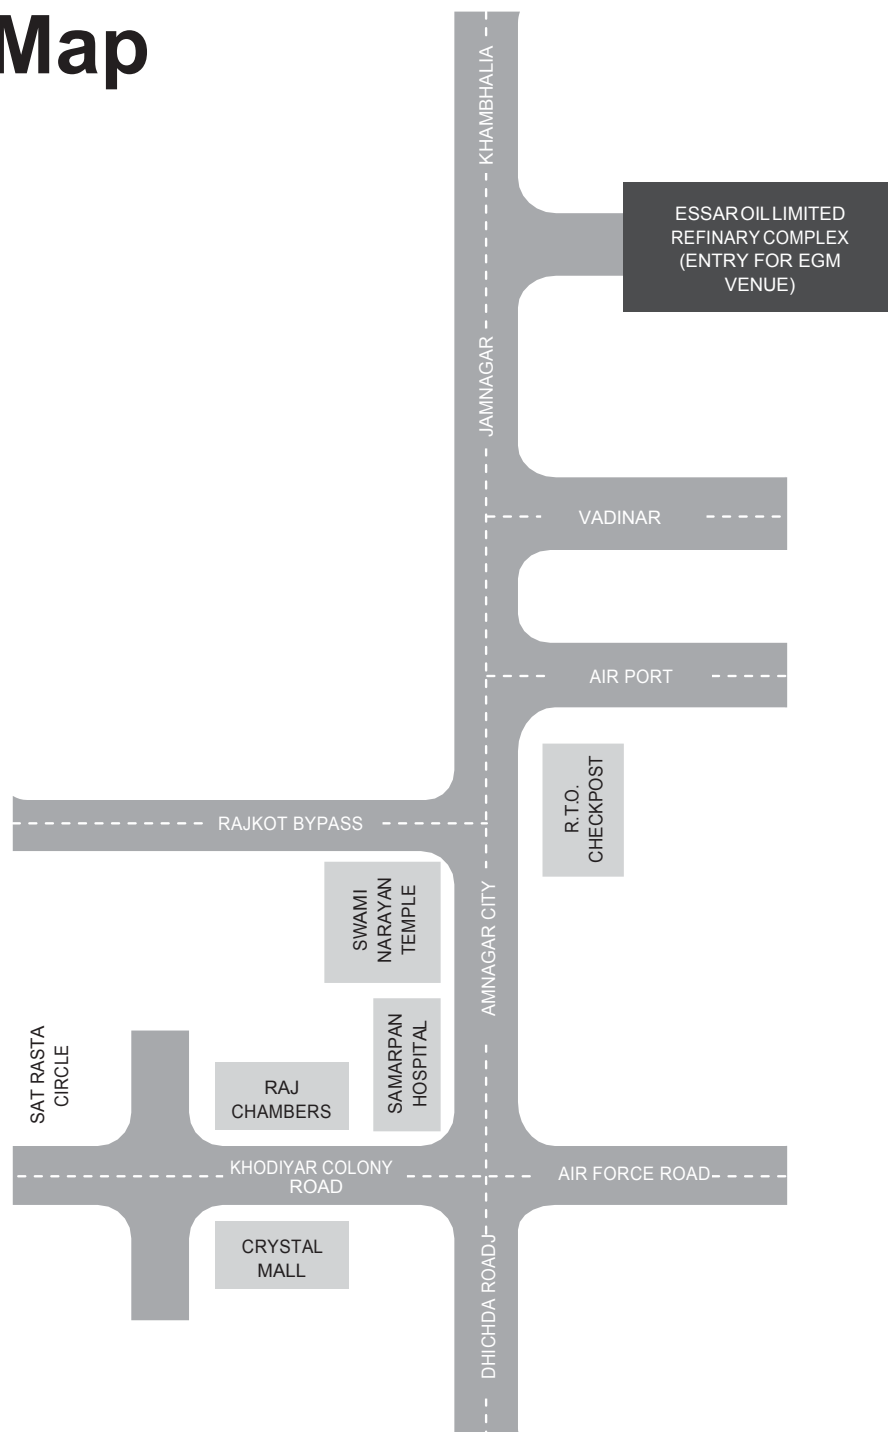 Map
KHAMBHALIA
ESSAR OIL LIMITED
REFINARY COMPLEX
(ENTRY FOR EGM
VENUE)
JAMNAGAR
VADINAR
AIR PORT
R.T.O.
CHECKPOST
RAJKOT BYPASS
SWAMI
NARAYAN
TEMPLE
AMNAGAR CITY
SAMARPAN
HOSPITAL
SAT RASTA
CIRCLE
RAJ
CHAMBERS
KHODIYAR COLONY
ROAD
AIR FORCE ROAD
CRYSTAL
MALL
DHICHDA ROADJ